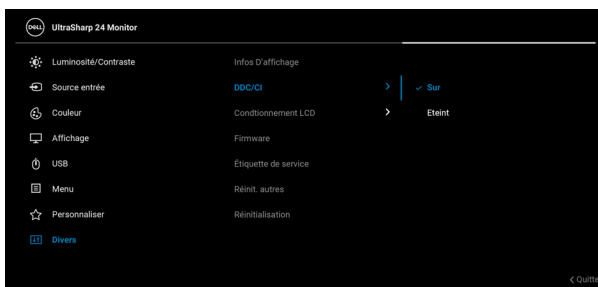 DELL UltraSharp 24 Monitor
Luminosité/Contraste Infos D'affichage
Source entrée DDC/CI Sur
Couleur Condtionnement LCD Eteint
Affichage Firmware
USB Étiquette de service
Menu Réinit. autres
Personnaliser Réinitialisation
Divers
Quitte